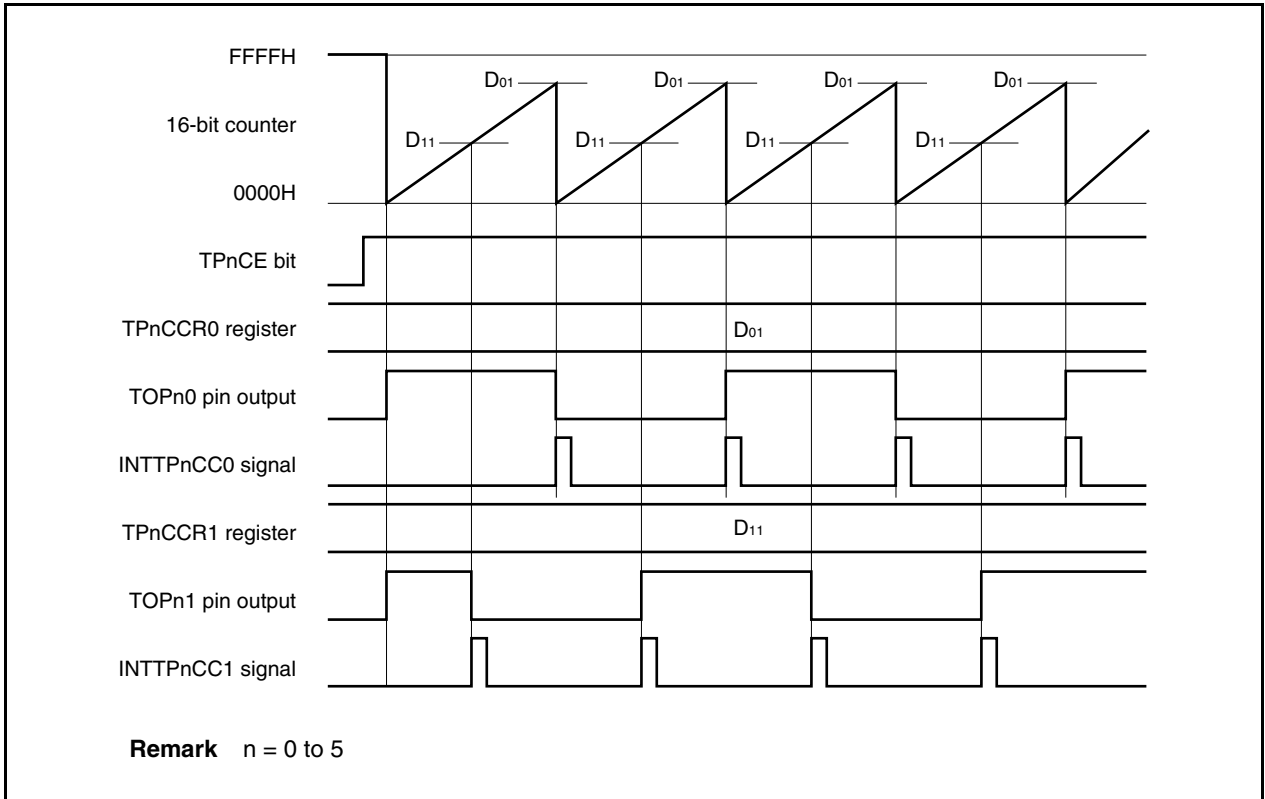 FFFFH
D01 D01 D01 D01
16-bit counter
D11 D11 D11 D11
0000H
TPnCE bit
TPnCCR0 register
D01
TOPn0 pin output
INTTPnCC0 signal
TPnCCR1 register
D11
TOPn1 pin output
INTTPnCC1 signal
Remark n = 0 to 5